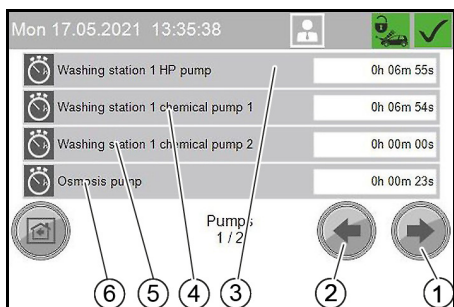 Mon 17.05.2021 13:35:38
Washing station 1 HP pump 0h 06m 55s
Washing station 1 chemical pump 1 0h 06m 54s
Washing station 1 chemical pump 2 0h 00m 00s
Osmosis pump 0h 00m 23s
Pumps
1 / 2
6 5 4 3 2 1